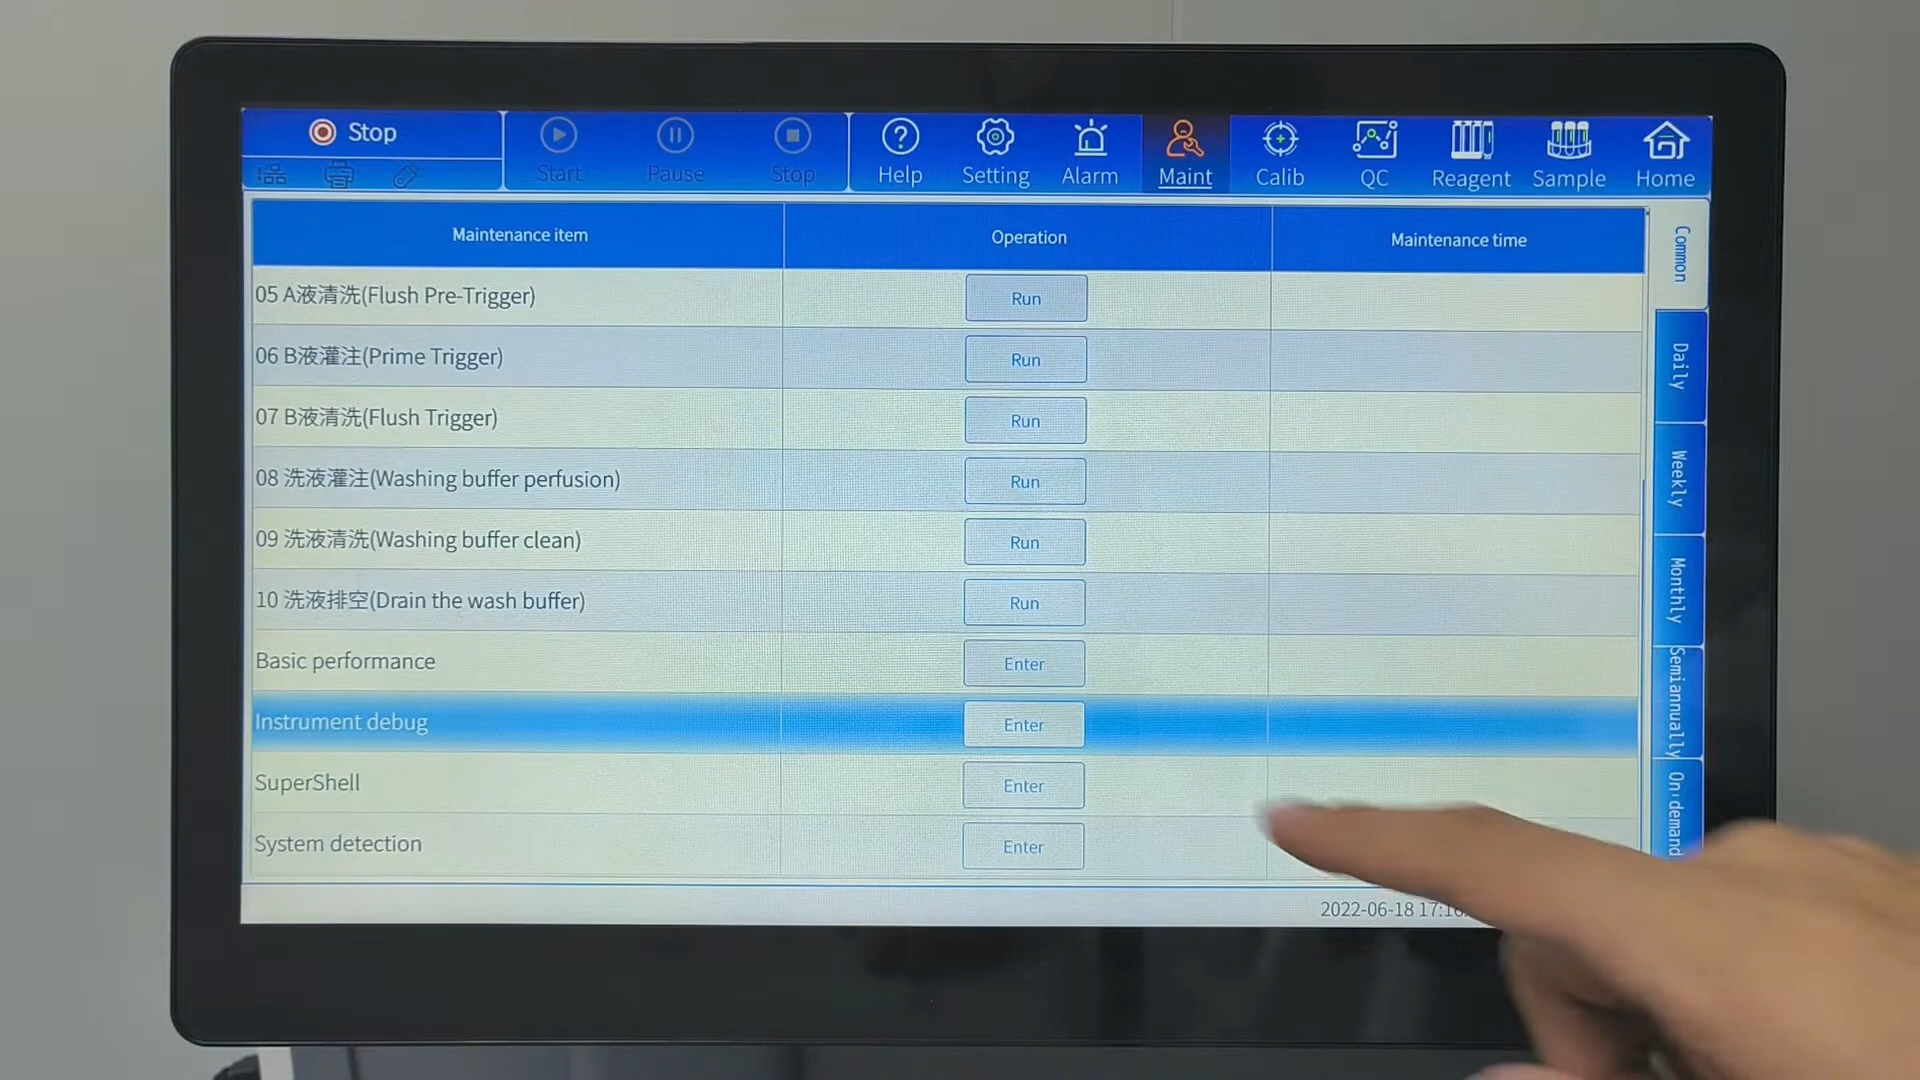 Stop
Start
Pause
Stop
Help
Setting
Alarm
Maint
Calib
QC
Reagent
Sample
Home
Maintenance item
Operation
Maintenance time
05 A液清洗(Flush Pre-Trigger)
Run
06 B液灌注(Prime Trigger)
Run
07 B液清洗(Flush Trigger)
Run
08 洗液灌注(Washing buffer perfusion)
Run
09 洗液清洗(Washing buffer clean)
Run
10 洗液排空(Drain the wash buffer)
Run
Basic performance
Enter
Instrument debug
Enter
SuperShell
Enter
System detection
Enter
Common
Daily
Weekly
Monthly
Semiannually
On-demand
2022-06-18